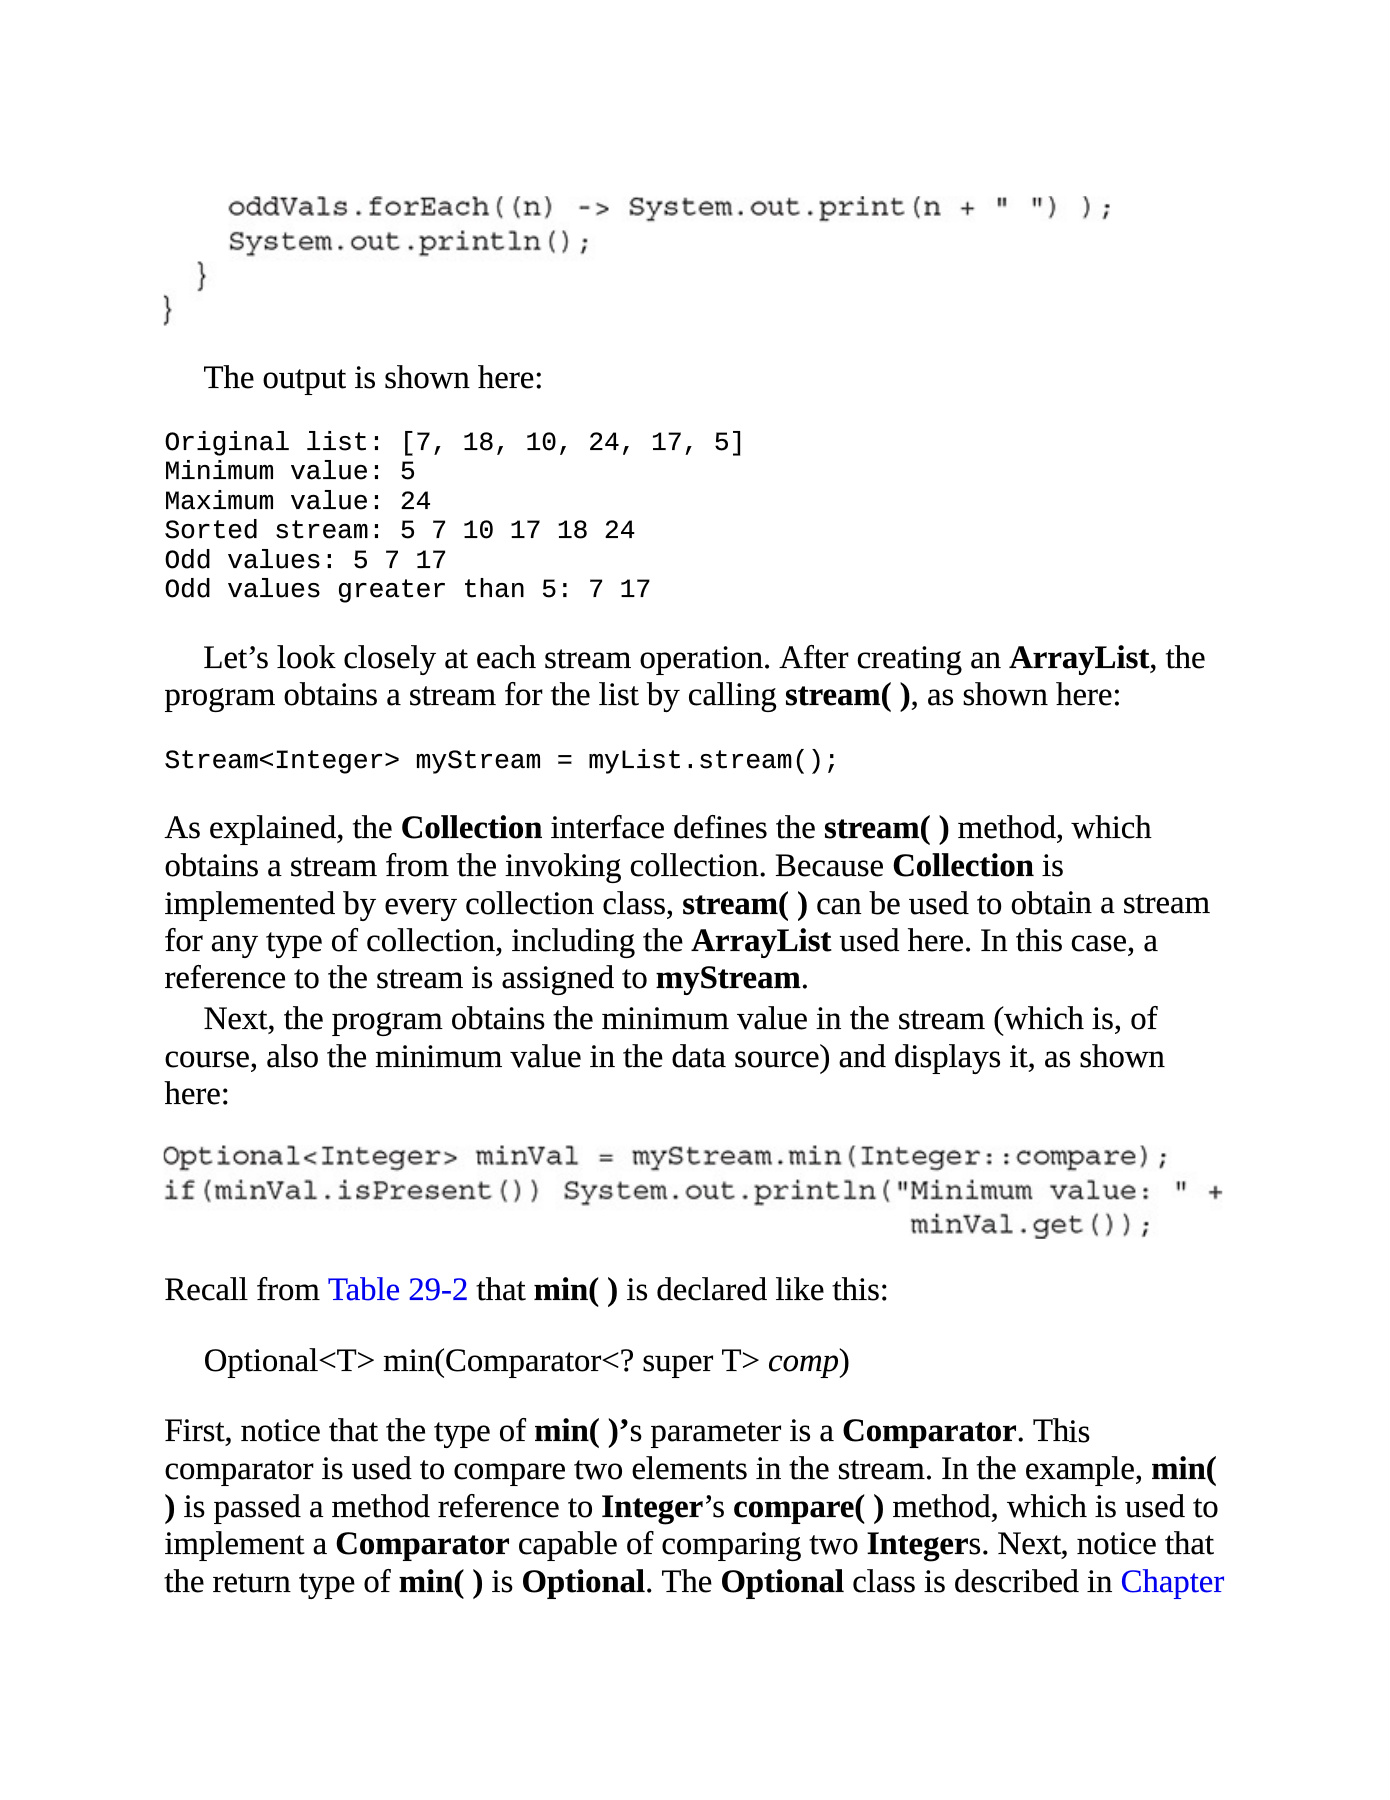 oddVals.forEach((n) -> System.out.print(n + " ") );
System.out.println();
}
}
The output is shown here:
Original list: [7, 18, 10, 24, 17, 5]
Minimum value: 5
Maximum value: 24
Sorted stream: 5 7 10 17 18 24
Odd values: 5 7 17
Odd values greater than 5: 7 17
Let’s look closely at each stream operation. After creating an ArrayList, the
program obtains a stream for the list by calling stream( ), as shown here:
Stream<Integer> myStream = myList.stream();
As explained, the Collection interface defines the stream( ) method, which
obtains a stream from the invoking collection. Because Collection is
implemented by every collection class, stream( ) can be used to obtain a stream
for any type of collection, including the ArrayList used here. In this case, a
reference to the stream is assigned to myStream.
Next, the program obtains the minimum value in the stream (which is, of
course, also the minimum value in the data source) and displays it, as shown
here:
Optional<Integer> minVal = myStream.min(Integer::compare);
if(minVal.isPresent()) System.out.println("Minimum value: " +
minVal.get());
Recall from Table 29-2 that min( ) is declared like this:
Optional<T> min(Comparator<? super T> comp)
First, notice that the type of min( )’s parameter is a Comparator. This
comparator is used to compare two elements in the stream. In the example, min(
) is passed a method reference to Integer’s compare( ) method, which is used to
implement a Comparator capable of comparing two Integers. Next, notice that
the return type of min( ) is Optional. The Optional class is described in Chapter